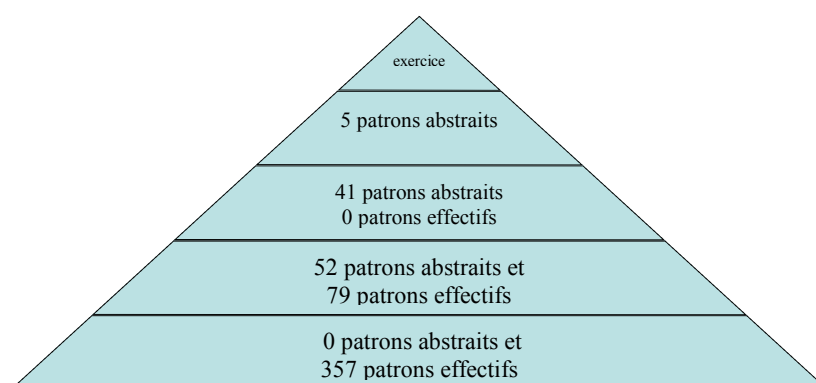 exercice
5 patrons abstraits
41 patrons abstraits
0 patrons effectifs
52 patrons abstraits et
79 patrons effectifs
0 patrons abstraits et
357 patrons effectifs